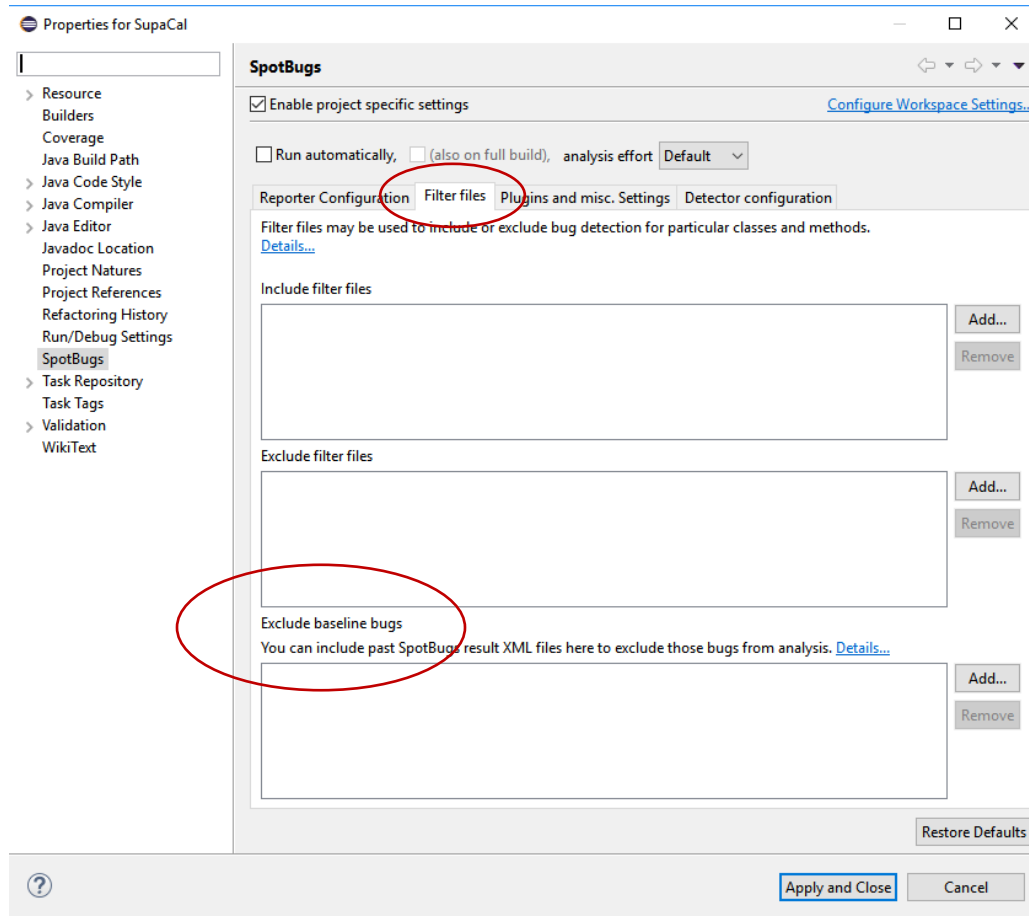 Properties for SupaCal
SpotBugs
Resource
Builders
Coverage
Java Build Path
Java Code Style
Java Compiler
Java Editor
Javadoc Location
Project Natures
Project References
Refactoring History
Run/Debug Settings
SpotBugs
Task Repository
Task Tags
Validation
WikiText
Enable project specific settings
Configure Workspace Settings..
Run automatically, (also on full build), analysis effort Default
Reporter Configuration Filter files Plugins and misc. Settings Detector configuration
Filter files may be used to include or exclude bug detection for particular classes and methods.
Details...
Include filter files
Add...
Remove
Exclude filter files
Add...
Remove
Exclude baseline bugs
You can include past SpotBugs result XML files here to exclude those bugs from analysis. Details...
Add...
Remove
Restore Defaults
?
Apply and Close Cancel